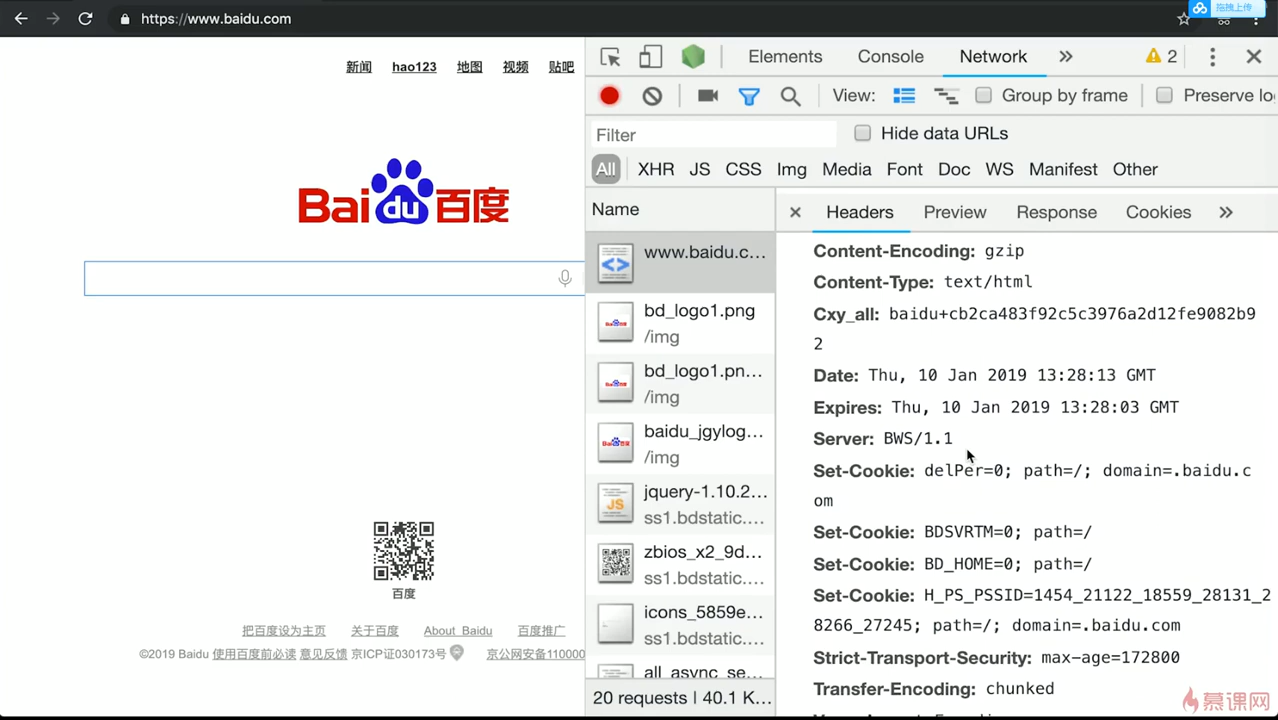 https://www.baidu.com
拖拽上传
新闻 hao123 地图 视频 贴吧
Bai du 百度
百度
把百度设为主页 关于百度 About Baidu 百度推广
©2019 Baidu 使用百度前必读 意见反馈 京ICP证030173号 京公网安备110000
Elements Console Network » 2
View: Group by frame Preserve lo
Filter Hide data URLs
All XHR JS CSS Img Media Font Doc WS Manifest Other
Name
www.baidu.c…
bd_logo1.png
/img
bd_logo1.pn…
/img
baidu_jgylog…
/img
JS
jquery-1.10.2…
ss1.bdstatic.…
zbios_x2_9d…
ss1.bdstatic.…
icons_5859e…
ss1.bdstatic.…
all_async_se…
20 requests | 40.1 K…
Headers Preview Response Cookies »
Content-Encoding: gzip
Content-Type: text/html
Cxy_all: baidu+cb2ca483f92c5c3976a2d12fe9082b9
2
Date: Thu, 10 Jan 2019 13:28:13 GMT
Expires: Thu, 10 Jan 2019 13:28:03 GMT
Server: BWS/1.1
Set-Cookie: delPer=0; path=/; domain=.baidu.c
om
Set-Cookie: BDSVRTM=0; path=/
Set-Cookie: BD_HOME=0; path=/
Set-Cookie: H_PS_PSSID=1454_21122_18559_28131_2
8266_27245; path=/; domain=.baidu.com
Strict-Transport-Security: max-age=172800
Transfer-Encoding: chunked
慕课网